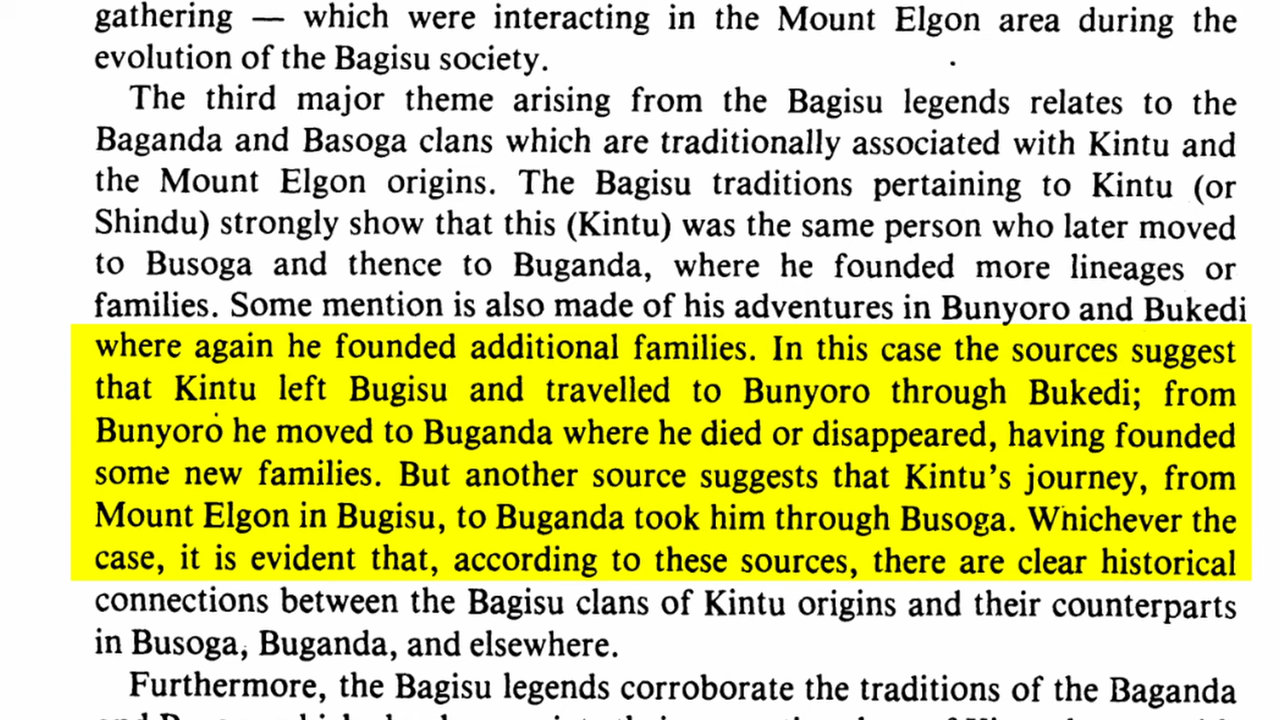 gathering — which were interacting in the Mount Elgon area during the
evolution of the Bagisu society.
The third major theme arising from the Bagisu legends relates to the
Baganda and Basoga clans which are traditionally associated with Kintu and
the Mount Elgon origins. The Bagisu traditions pertaining to Kintu (or
Shindu) strongly show that this (Kintu) was the same person who later moved
to Busoga and thence to Buganda, where he founded more lineages or
families. Some mention is also made of his adventures in Bunyoro and Bukedi
where again he founded additional families. In this case the sources suggest
that Kintu left Bugisu and travelled to Bunyoro through Bukedi; from
Bunyoro he moved to Buganda where he died or disappeared, having founded
some new families. But another source suggests that Kintu's journey, from
Mount Elgon in Bugisu, to Buganda took him through Busoga. Whichever the
case, it is evident that, according to these sources, there are clear historical
connections between the Bagisu clans of Kintu origins and their counterparts
in Busoga, Buganda, and elsewhere.
Furthermore, the Bagisu legends corroborate the traditions of the Baganda